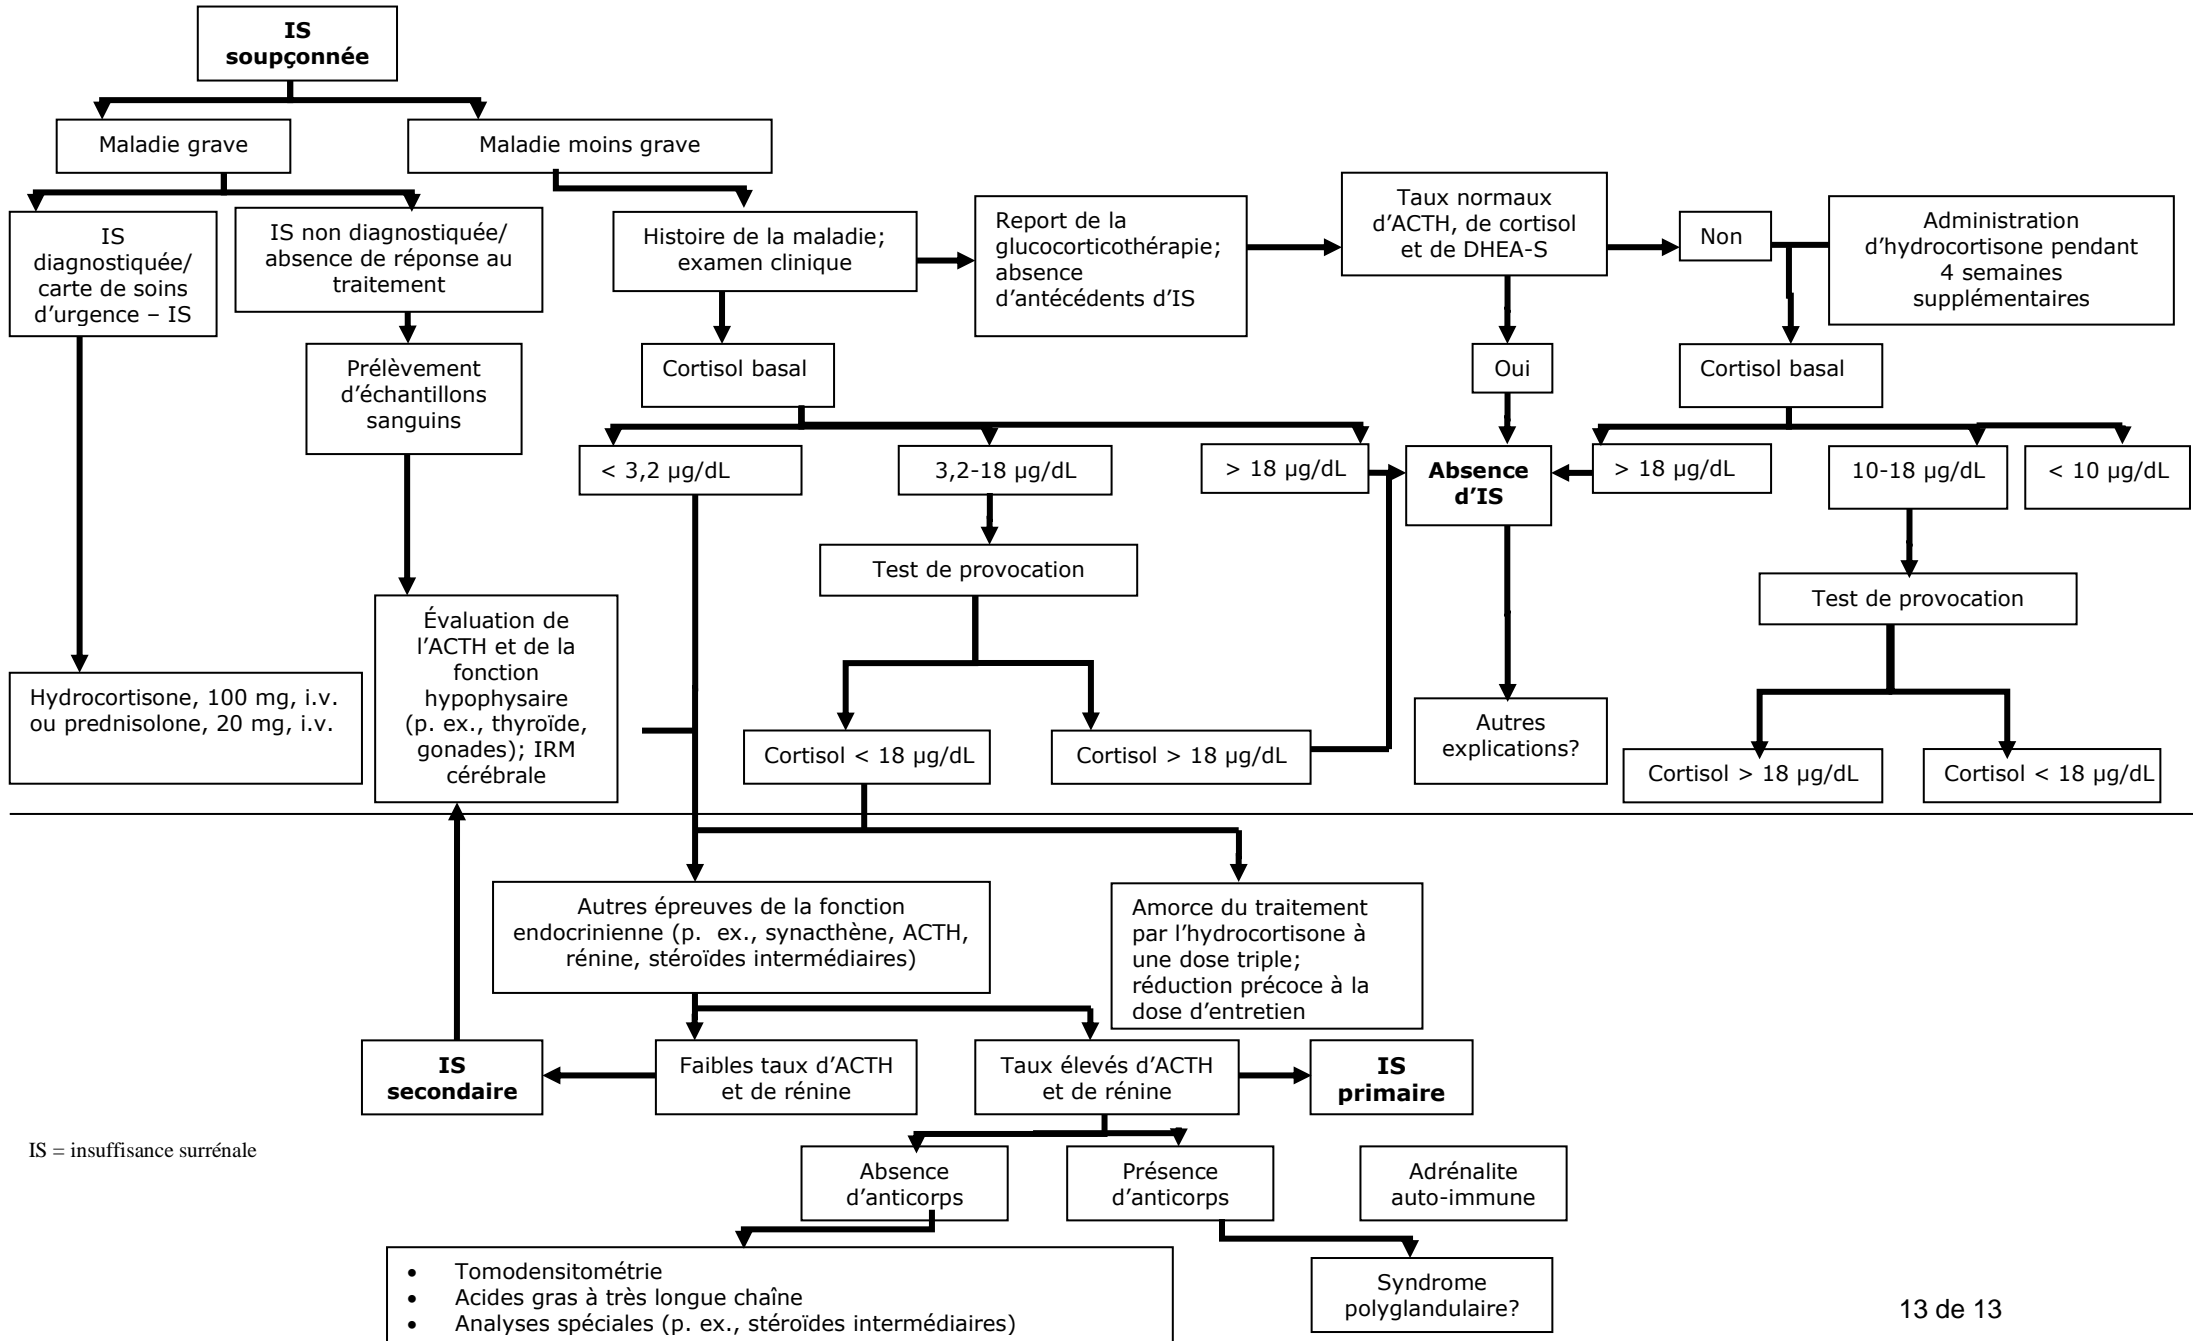 IS
soupçonnée
Maladie grave
Maladie moins grave
IS
diagnostiquée/
carte de soins
d'urgence – IS
IS non diagnostiquée/
absence de réponse au
traitement
Histoire de la maladie;
examen clinique
Report de la
glucocorticothérapie;
absence
d'antécédents d'IS
Taux normaux
d'ACTH, de cortisol
et de DHEA-S
Non
Administration
d'hydrocortisone pendant
4 semaines
supplémentaires
Prélèvement
d'échantillons
sanguins
Cortisol basal
Oui
Cortisol basal
< 3,2 µg/dL
3,2-18 µg/dL
> 18 µg/dL
Absence
d'IS
> 18 µg/dL
10-18 µg/dL
< 10 µg/dL
Test de provocation
Test de provocation
Hydrocortisone, 100 mg, i.v.
ou prednisolone, 20 mg, i.v.
Évaluation de
l'ACTH et de la
fonction
hypophysaire
(p. ex., thyroïde,
gonades); IRM
cérébrale
Cortisol < 18 µg/dL
Cortisol > 18 µg/dL
Autres
explications?
Cortisol > 18 µg/dL
Cortisol < 18 µg/dL
Autres épreuves de la fonction
endocrinienne (p. ex., synacthène, ACTH,
rénine, stéroïdes intermédiaires)
Amorce du traitement
par l'hydrocortisone à
une dose triple;
réduction précoce à la
dose d'entretien
IS
secondaire
Faibles taux d'ACTH
et de rénine
Taux élevés d'ACTH
et de rénine
IS
primaire
IS = insuffisance surrénale
Absence
d'anticorps
Présence
d'anticorps
Adrénalite
auto-immune
• Tomodensitométrie
• Acides gras à très longue chaîne
• Analyses spéciales (p. ex., stéroïdes intermédiaires)
Syndrome
polyglandulaire?
13 de 13